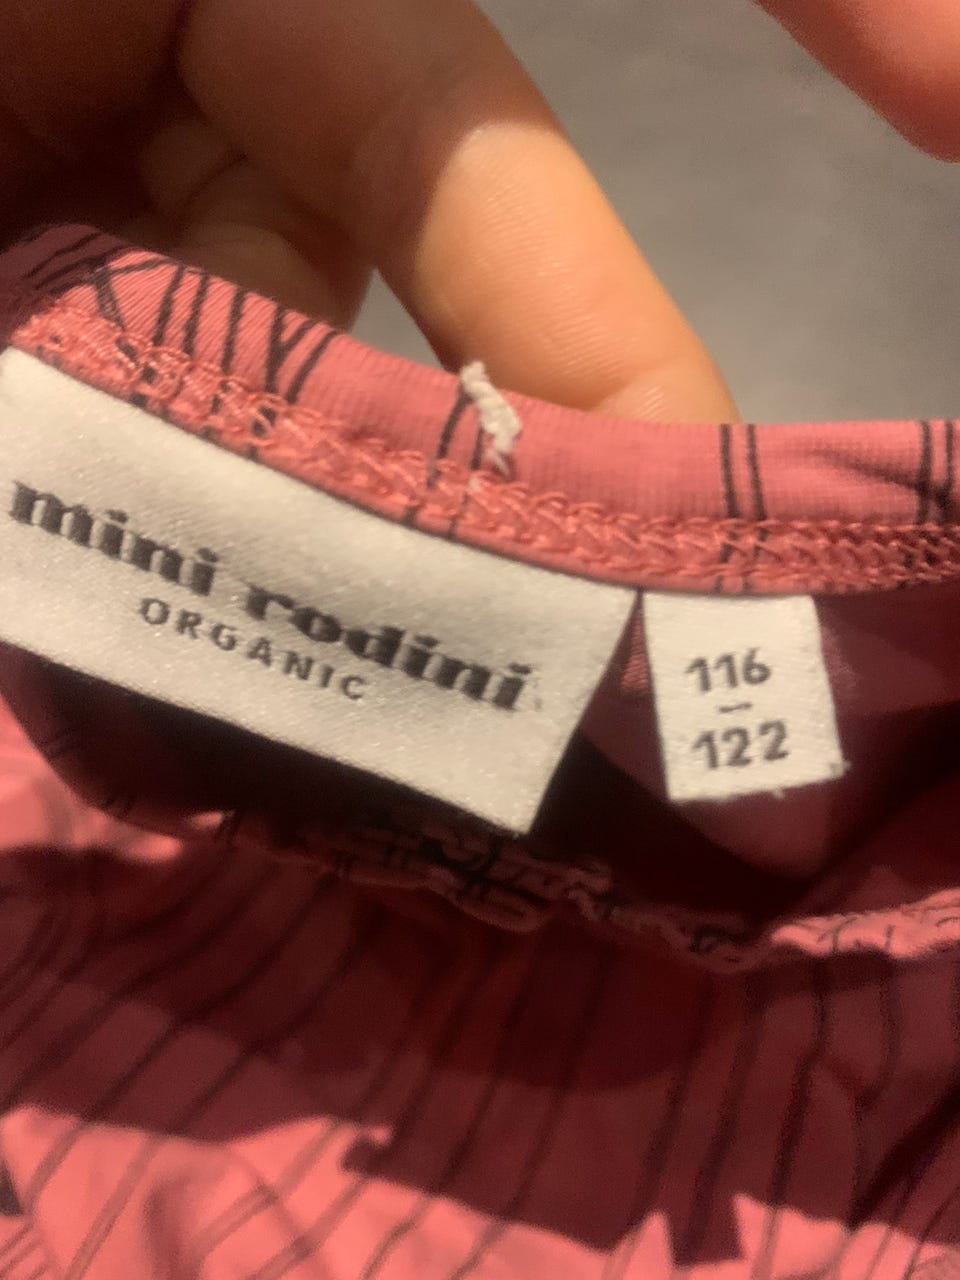 mini rodini
ORGANIC
116
–
122